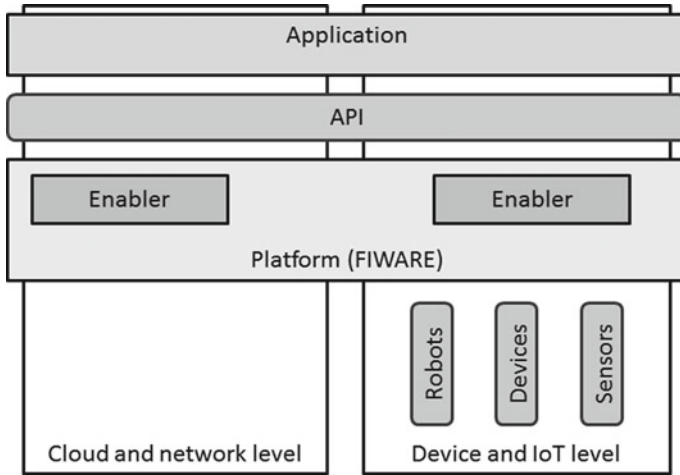 Application
API
Enabler
Enabler
Platform (FIWARE)
Robots
Devices
Sensors
Cloud and network level
Device and IoT level